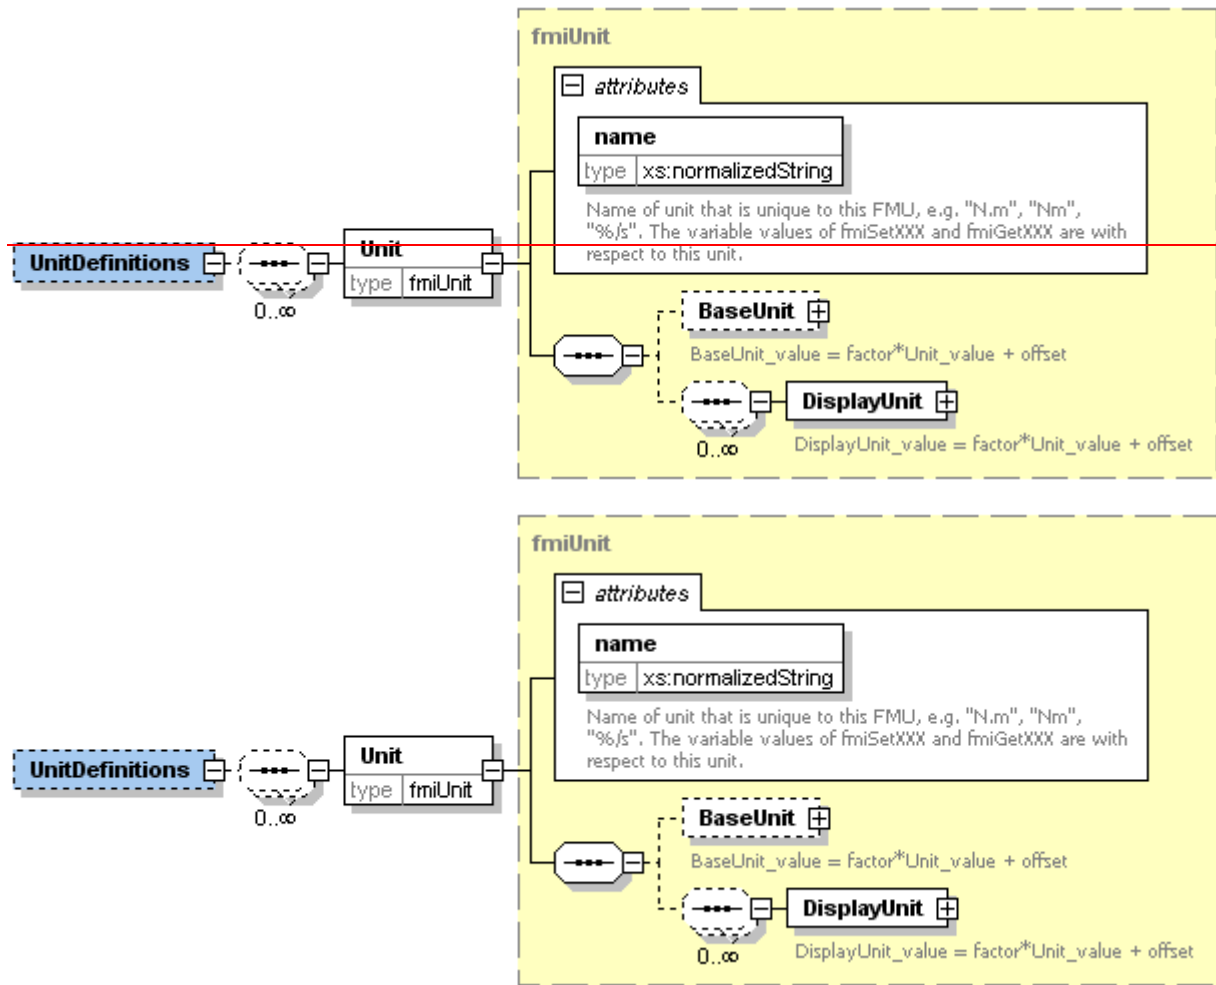 fmiUnit
attributes
name
type xs:normalizedString
Name of unit that is unique to this FMU, e.g. "N.m", "Nm",
"%/s". The variable values of fmiSetXXX and fmiGetXXX are with
respect to this unit.
UnitDefinitions
0..∞
Unit
type fmiUnit
BaseUnit
BaseUnit_value = factor*Unit_value + offset
DisplayUnit
0..∞
DisplayUnit_value = factor*Unit_value + offset
fmiUnit
attributes
name
type xs:normalizedString
Name of unit that is unique to this FMU, e.g. "N.m", "Nm",
"%/s". The variable values of fmiSetXXX and fmiGetXXX are with
respect to this unit.
UnitDefinitions
0..∞
Unit
type fmiUnit
BaseUnit
BaseUnit_value = factor*Unit_value + offset
DisplayUnit
0..∞
DisplayUnit_value = factor*Unit_value + offset